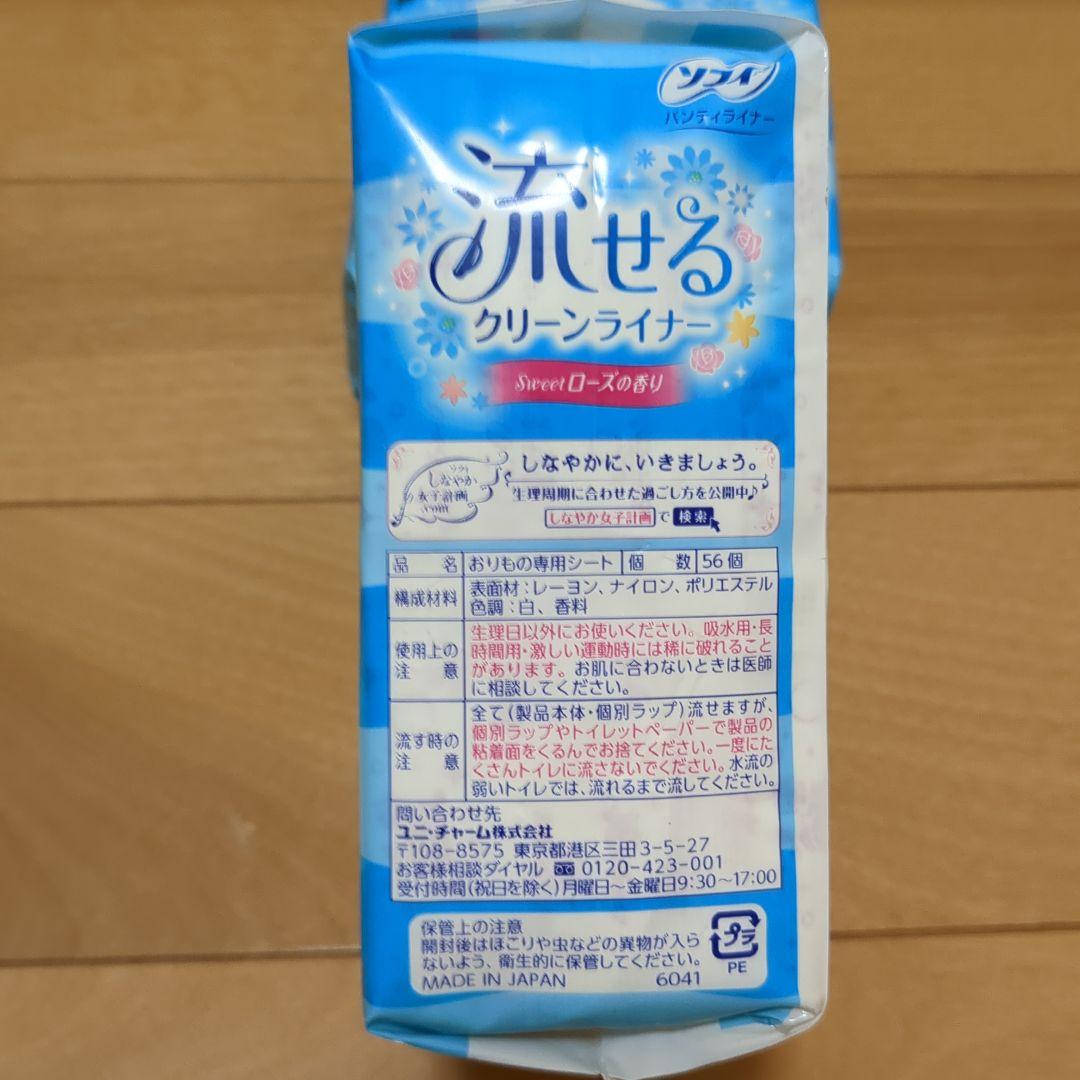 ソフィ
パンティライナー
流せる
クリーンライナー
Sweetローズの香り
ソフィ
しなやか
女子計画
.com
しなやかに、いきましょう。
生理周期に合わせた過ごし方を公開中♪
しなやか女子計画 で 検索
品 名 おりもの専用シート 個 数 56個
構成材料 表面材:レーヨン、ナイロン、ポリエステル
色調:白、香料
使用上の注意
生理日以外にお使いください。吸水用・長
時間用・激しい運動時には稀に破れること
があります。お肌に合わないときは医師
に相談してください。
流す時の注意
全て(製品本体・個別ラップ)流せますが、
個別ラップやトイレットペーパーで製品の
粘着面をくるんでお捨てください。一度にた
くさんトイレに流さないでください。水流の
弱いトイレでは、流れるまで流してください。
問い合わせ先
ユニ・チャーム株式会社
〒108-8575 東京都港区三田3-5-27
お客様相談ダイヤル 0120-423-001
受付時間(祝日を除く)月曜日～金曜日9:30～17:00
保管上の注意
開封後はほこりや虫などの異物が入ら
ないよう、衛生的に保管してください。
MADE IN JAPAN 6041
プラ
PE